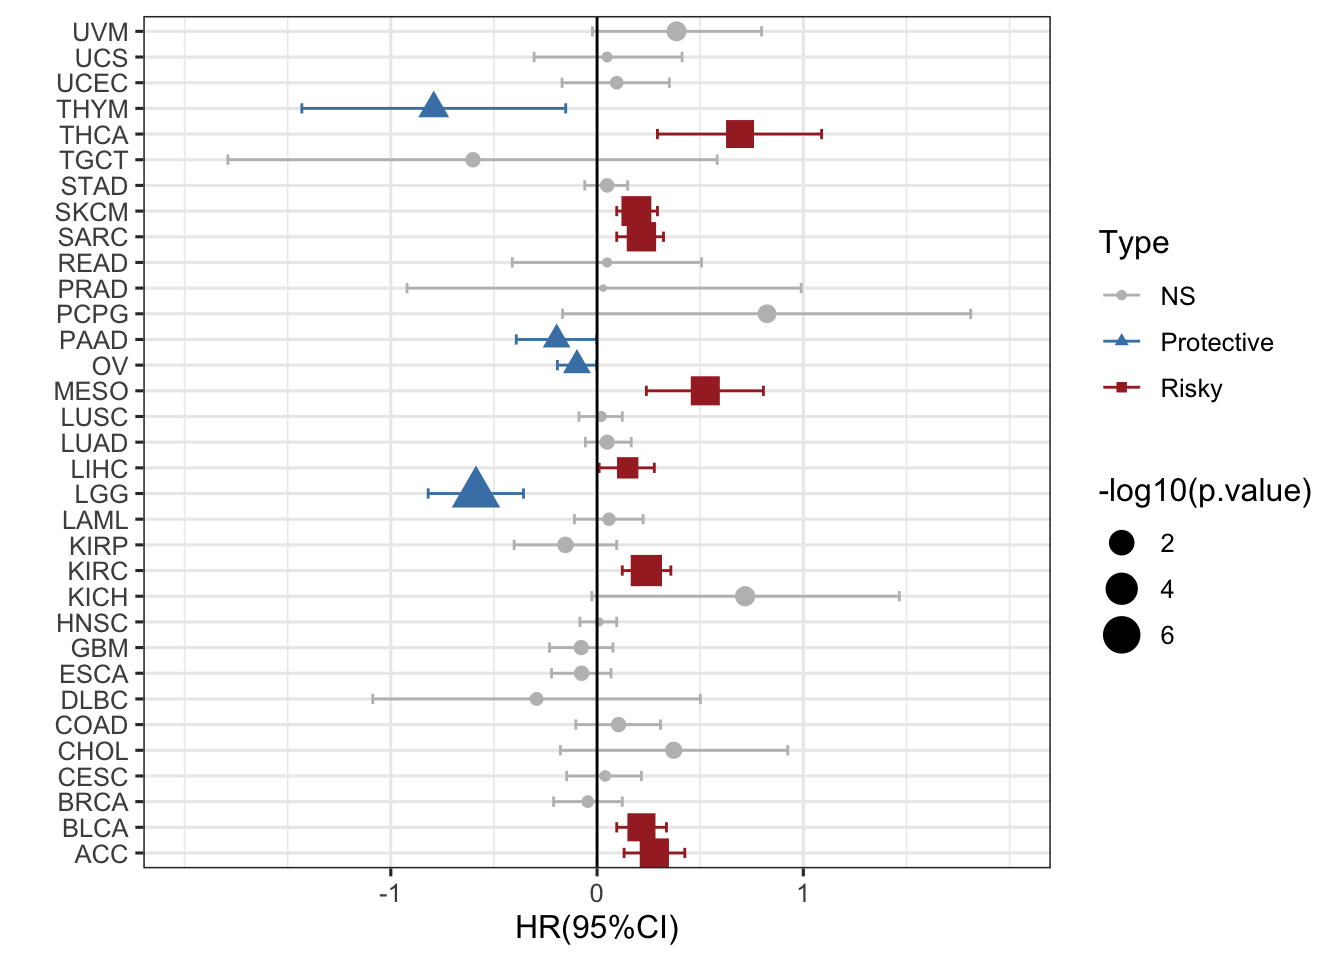 UVM
UCS
UCEC
THYM
THCA
TGCT
STAD
SKCM
SARC
READ
PRAD
PCPG
PAAD
OV
MESO
LUSC
LUAD
LIHC
LGG
LAML
KIRP
KIRC
KICH
HNSC
GBM
ESCA
DLBC
COAD
CHOL
CESC
BRCA
BLCA
ACC
-1 0 1
HR(95%CI)
Type
NS
Protective
Risky
-log10(p.value)
2
4
6